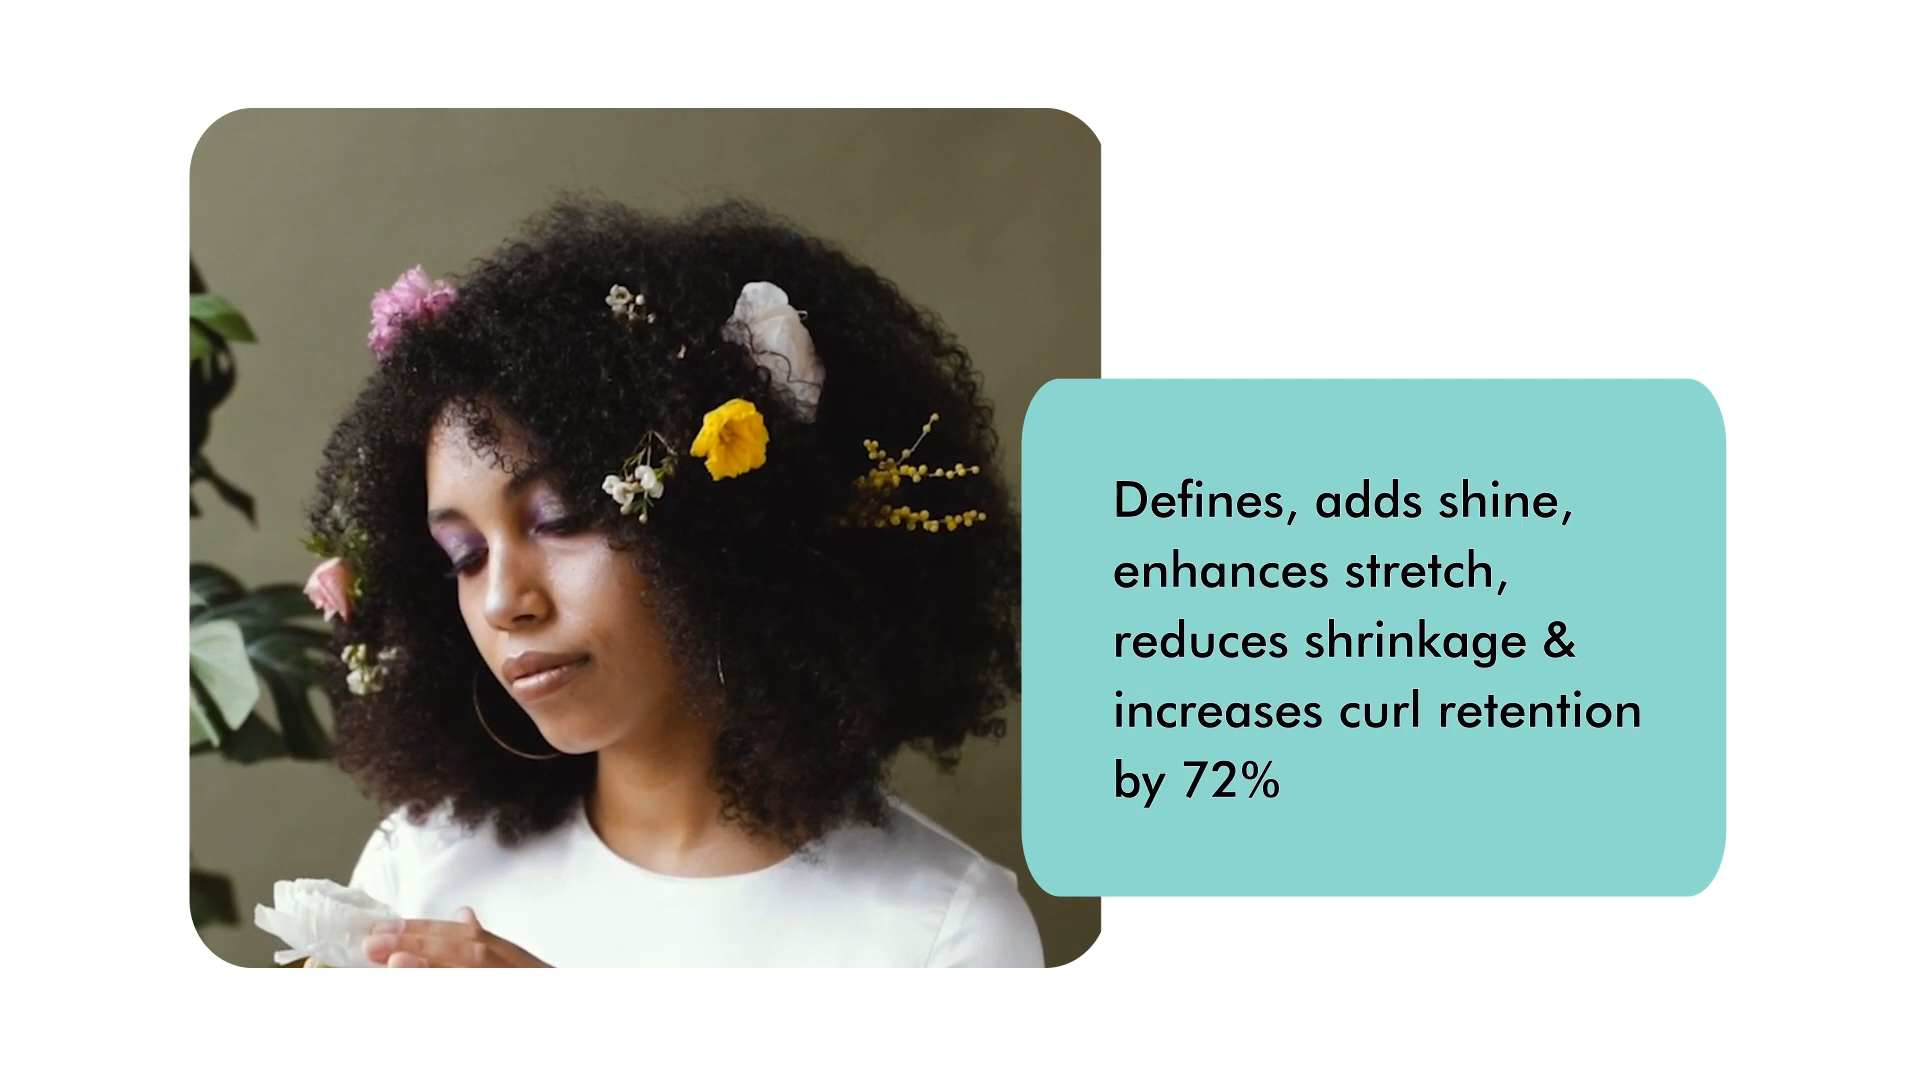 Defines, adds shine,
enhances stretch,
reduces shrinkage &
increases curl retention
by 72%